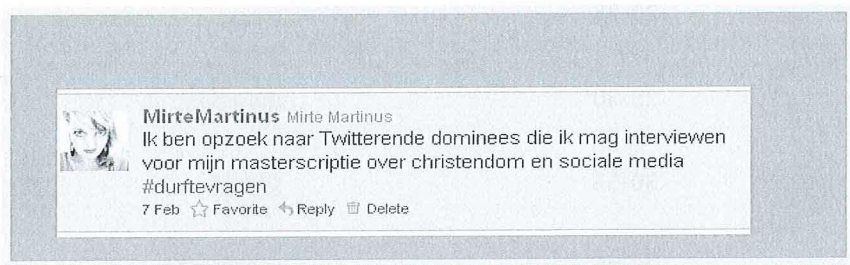 MirteMartinus Mirte Martinus
Ik ben opzoek naar Twitterende dominees die ik mag interviewen
voor mijn masterscriptie over christendom en sociale media
#durftevragen
7 Feb Favorite Reply Delete